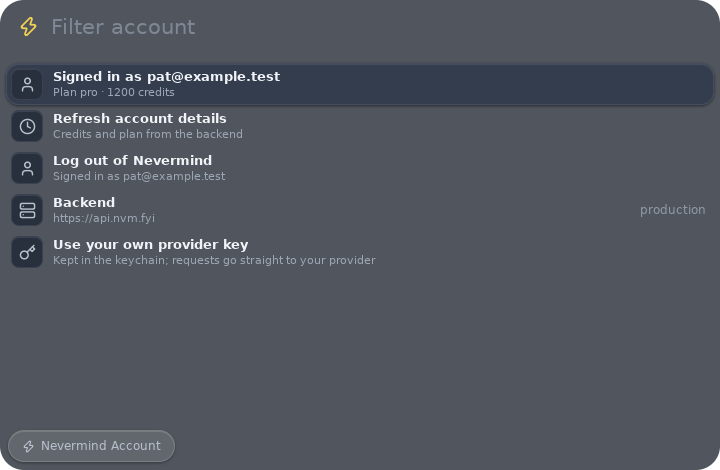 Filter account
Signed in as pat@example.test
Plan pro · 1200 credits
Refresh account details
Credits and plan from the backend
Log out of Nevermind
Signed in as pat@example.test
Backend
https://api.nvm.fyi
production
Use your own provider key
Kept in the keychain; requests go straight to your provider
Nevermind Account